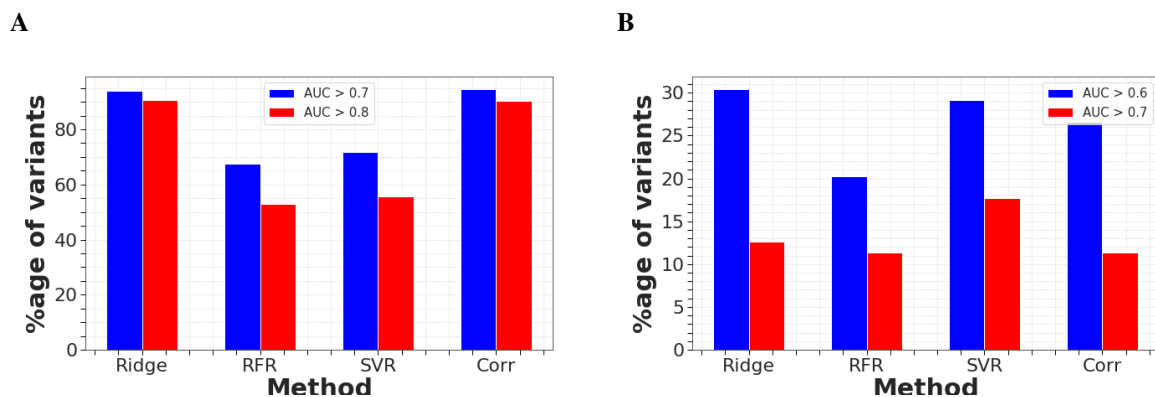 A
B
AUC > 0.7
AUC > 0.8
%age of variants
80
60
40
20
0
Ridge
RFR
SVR
Corr
Method
AUC > 0.6
AUC > 0.7
%age of variants
30
25
20
15
10
5
0
Ridge
RFR
SVR
Corr
Method